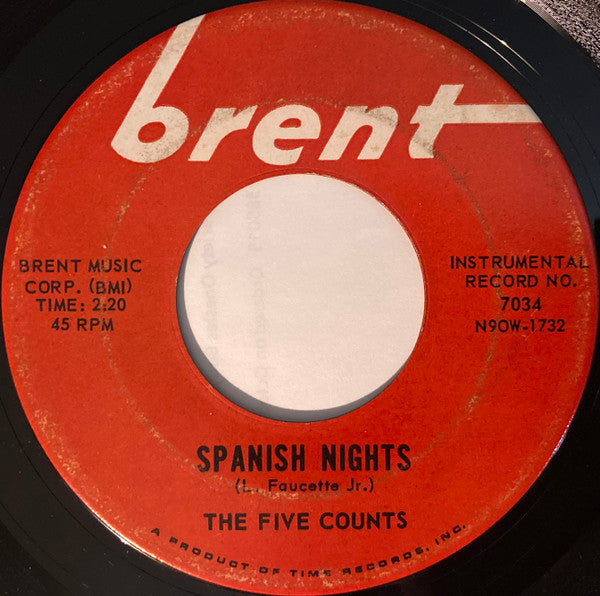 brent
BRENT MUSIC
CORP. (BMI)
TIME: 2:20
45 RPM
INSTRUMENTAL
RECORD NO.
7034
N9OW-1732
SPANISH NIGHTS
(L. Faucette Jr.)
THE FIVE COUNTS
A PRODUCT OF TIME RECORDS, INC.